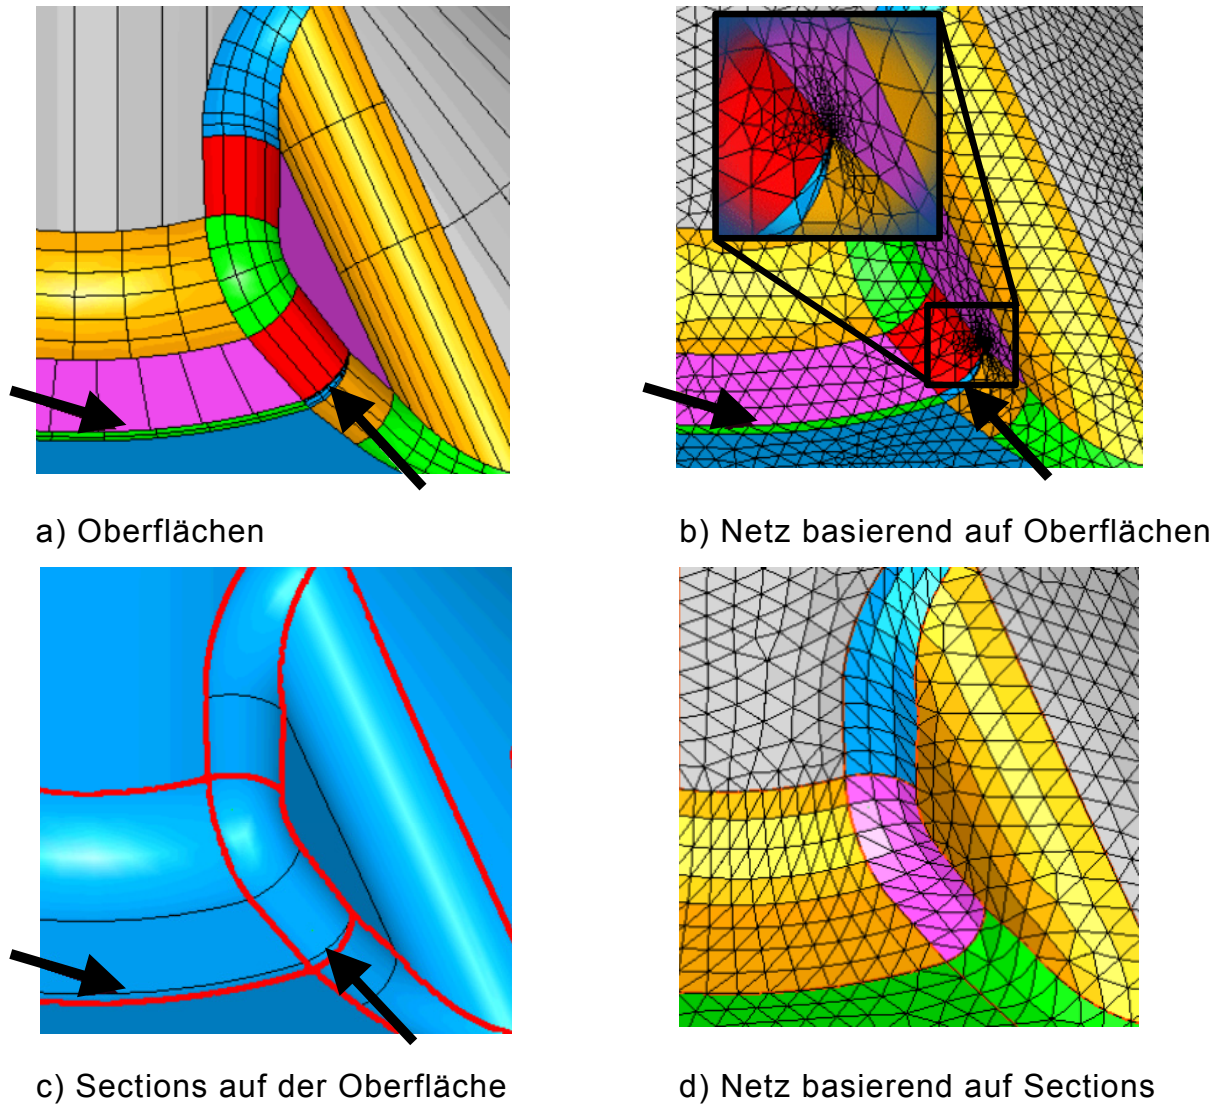 a) Oberflächen
b) Netz basierend auf Oberflächen
c) Sections auf der Oberfläche
d) Netz basierend auf Sections